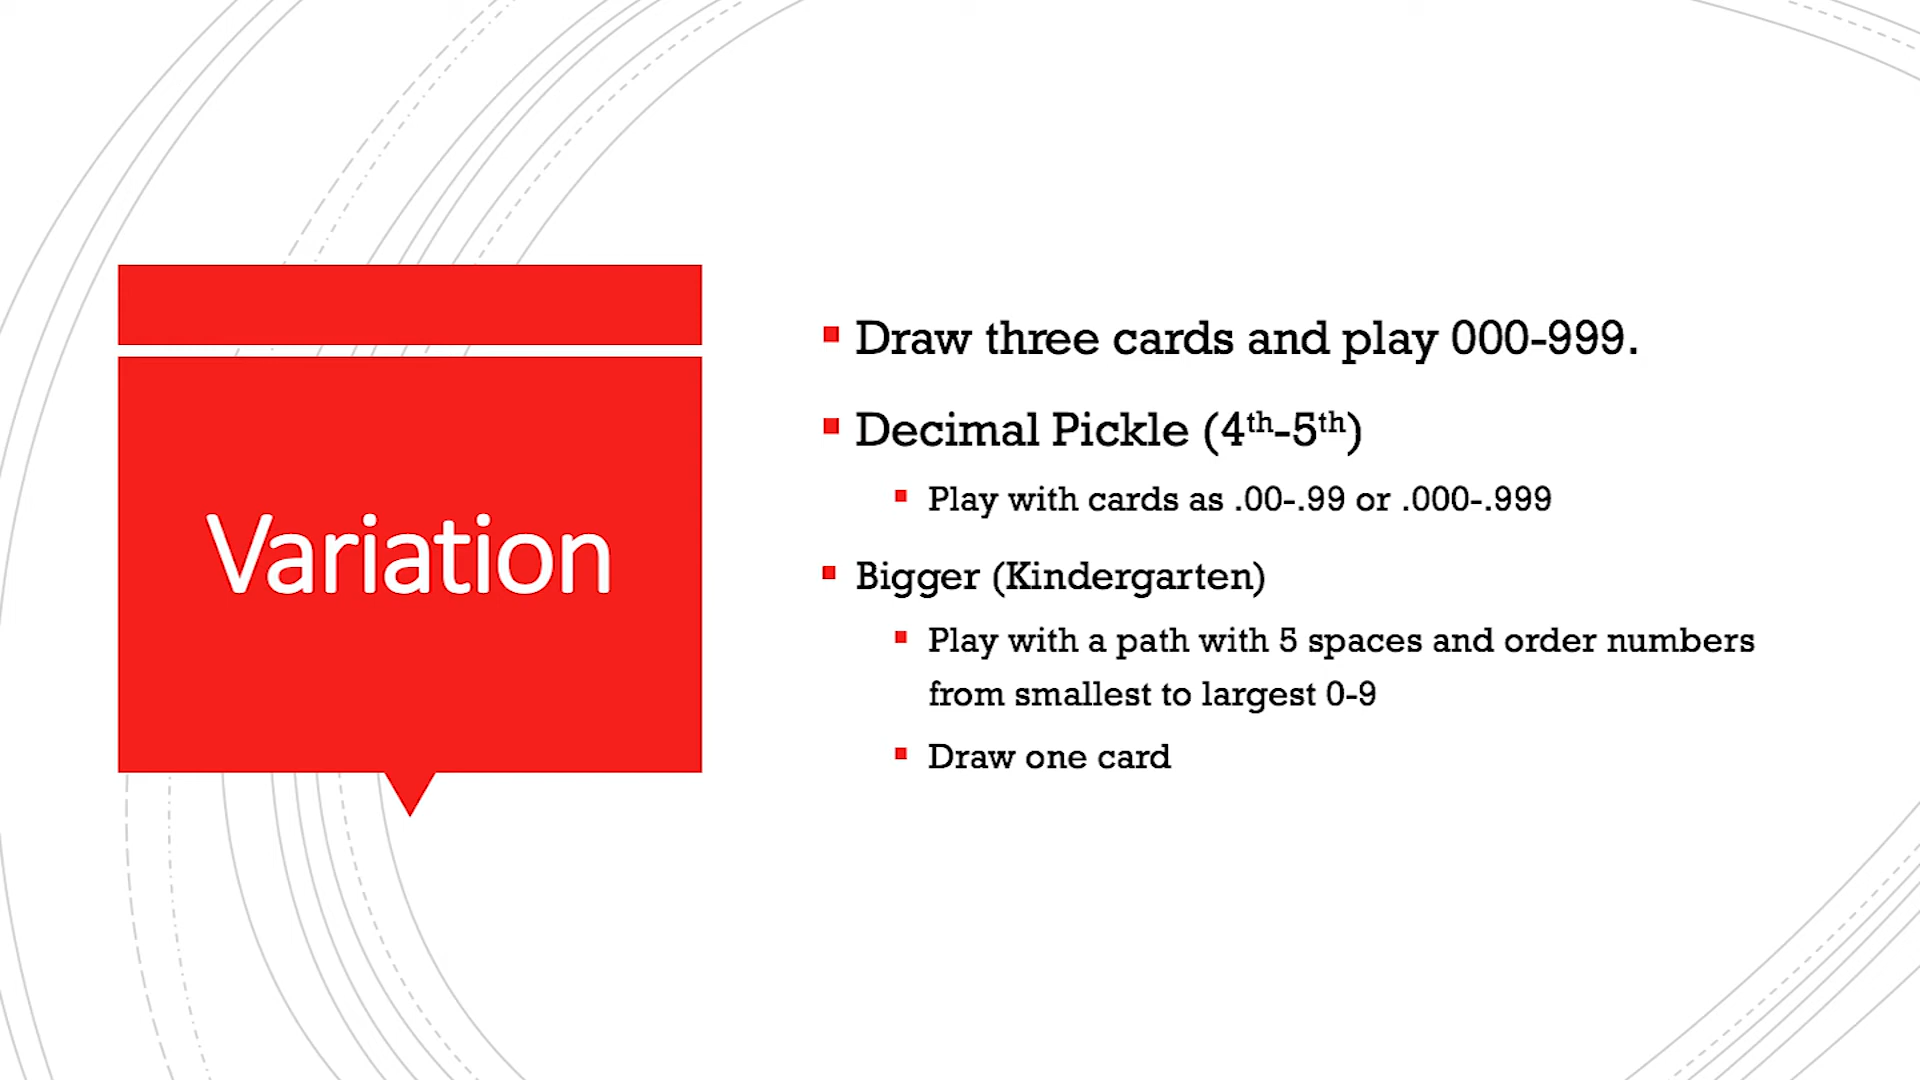 Variation
Draw three cards and play 000-999.
Decimal Pickle (4th-5th)
Play with cards as .00-.99 or .000-.999
Bigger (Kindergarten)
Play with a path with 5 spaces and order numbers
from smallest to largest 0-9
Draw one card